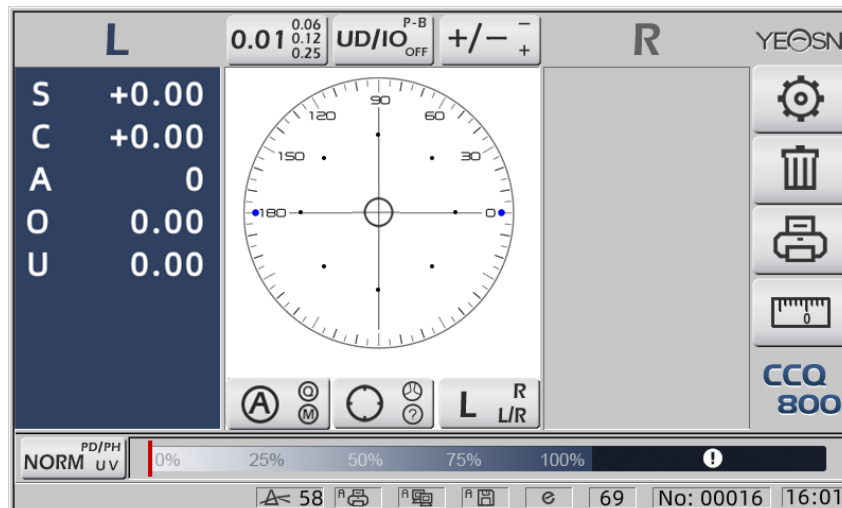 L
0.01 0.06 0.12 0.25
UD/IO P-B OFF
+/− − +
R
YEOSN
S +0.00
C +0.00
A 0
O 0.00
U 0.00
90
120 60
150 30
180 0
0
A Q M
?
L R L/R
CCQ
800
NORM PD/PH UV
0% 25% 50% 75% 100% !
58 A A A e 69 No: 00016 16:01